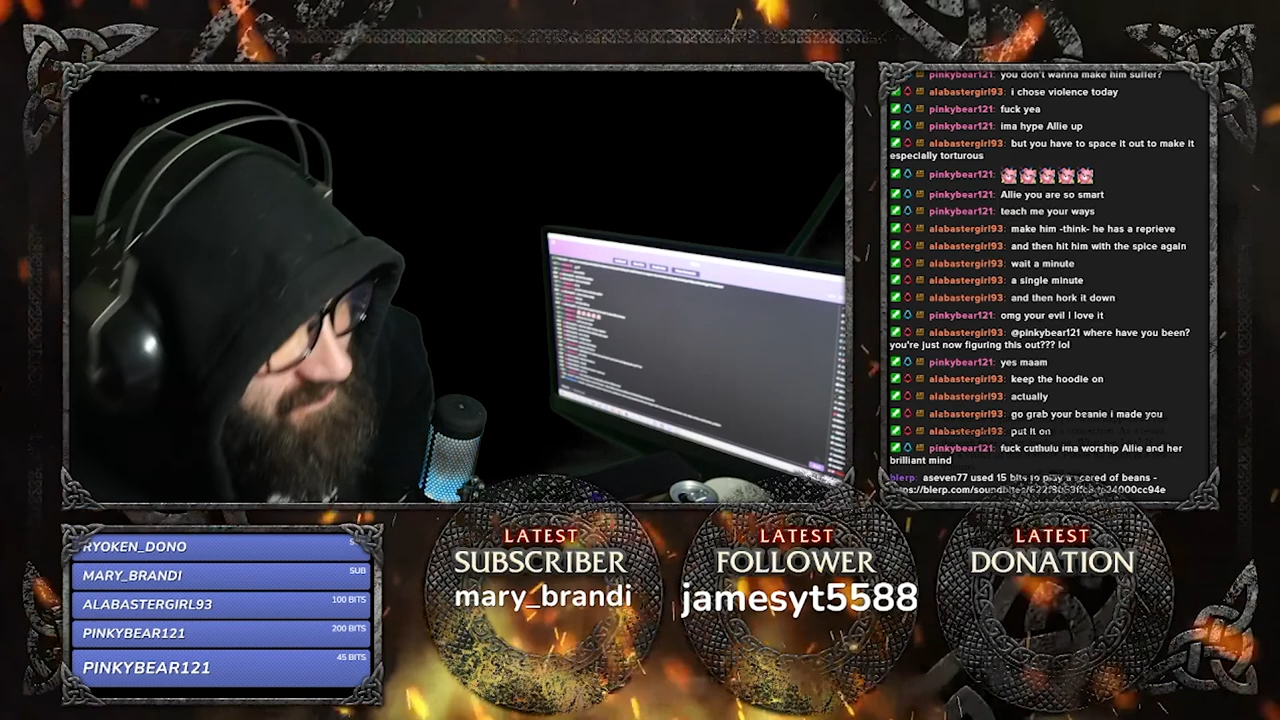 pinkybear121: you don't wanna make him suffer?
alabastergirl93: i chose violence today
pinkybear121: fuck yea
pinkybear121: ima hype Allie up
alabastergirl93: but you have to space it out to make it
especially torturous
pinkybear121:
pinkybear121: Allie you are so smart
pinkybear121: teach me your ways
alabastergirl93: make him -think- he has a reprieve
alabastergirl93: and then hit him with the spice again
alabastergirl93: wait a minute
alabastergirl93: a single minute
alabastergirl93: and then hork it down
pinkybear121: omg your evil I love it
alabastergirl93: @pinkybear121 where have you been?
you're just now figuring this out??? lol
pinkybear121: yes maam
alabastergirl93: keep the hoodie on
alabastergirl93: actually
alabastergirl93: go grab your beanie i made you
alabastergirl93: put it on
pinkybear121: fuck cuthulu ima worship Allie and her
brilliant mind
blerp: aseven77 used 15 bits to play scared of beans -
RYOKEN_DONO
MARY_BRANDI SUB
ALABASTERGIRL93 100 BITS
PINKYBEAR121 200 BITS
PINKYBEAR121 45 BITS
LATEST
SUBSCRIBER
mary_brandi
LATEST
FOLLOWER
jamesyt5588
LATEST
DONATION